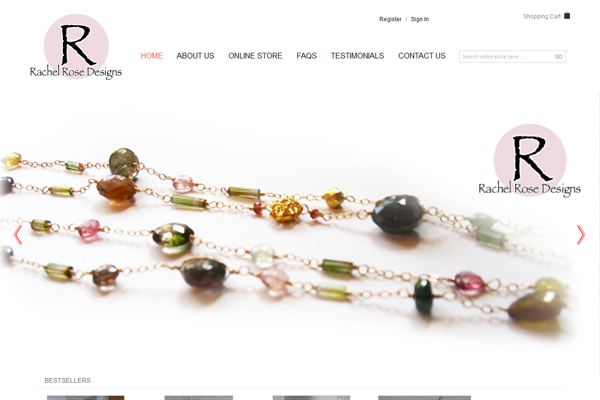 Register | Sign In
Shopping Cart
R
Rachel Rose Designs
HOME ABOUT US ONLINE STORE FAQS TESTIMONIALS CONTACT US
Search entire store here... GO
R
Rachel Rose Designs
BESTSELLERS